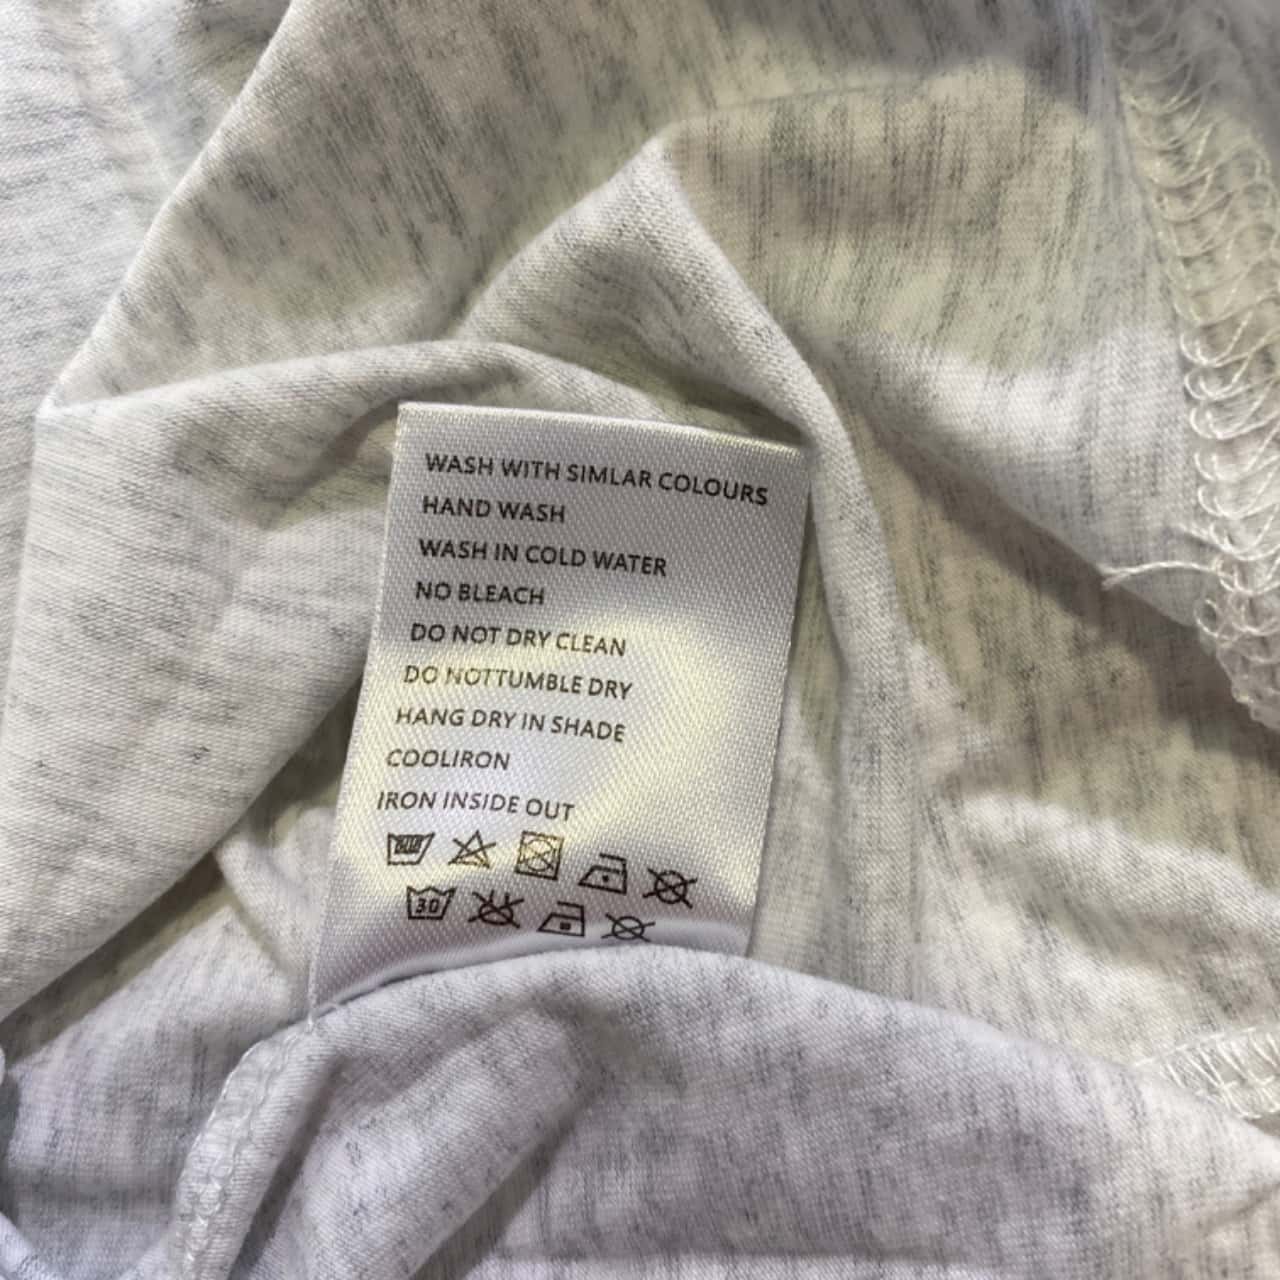 WASH WITH SIMLAR COLOURS
HAND WASH
WASH IN COLD WATER
NO BLEACH
DO NOT DRY CLEAN
DO NOTTUMBLE DRY
HANG DRY IN SHADE
COOLIRON
IRON INSIDE OUT
30